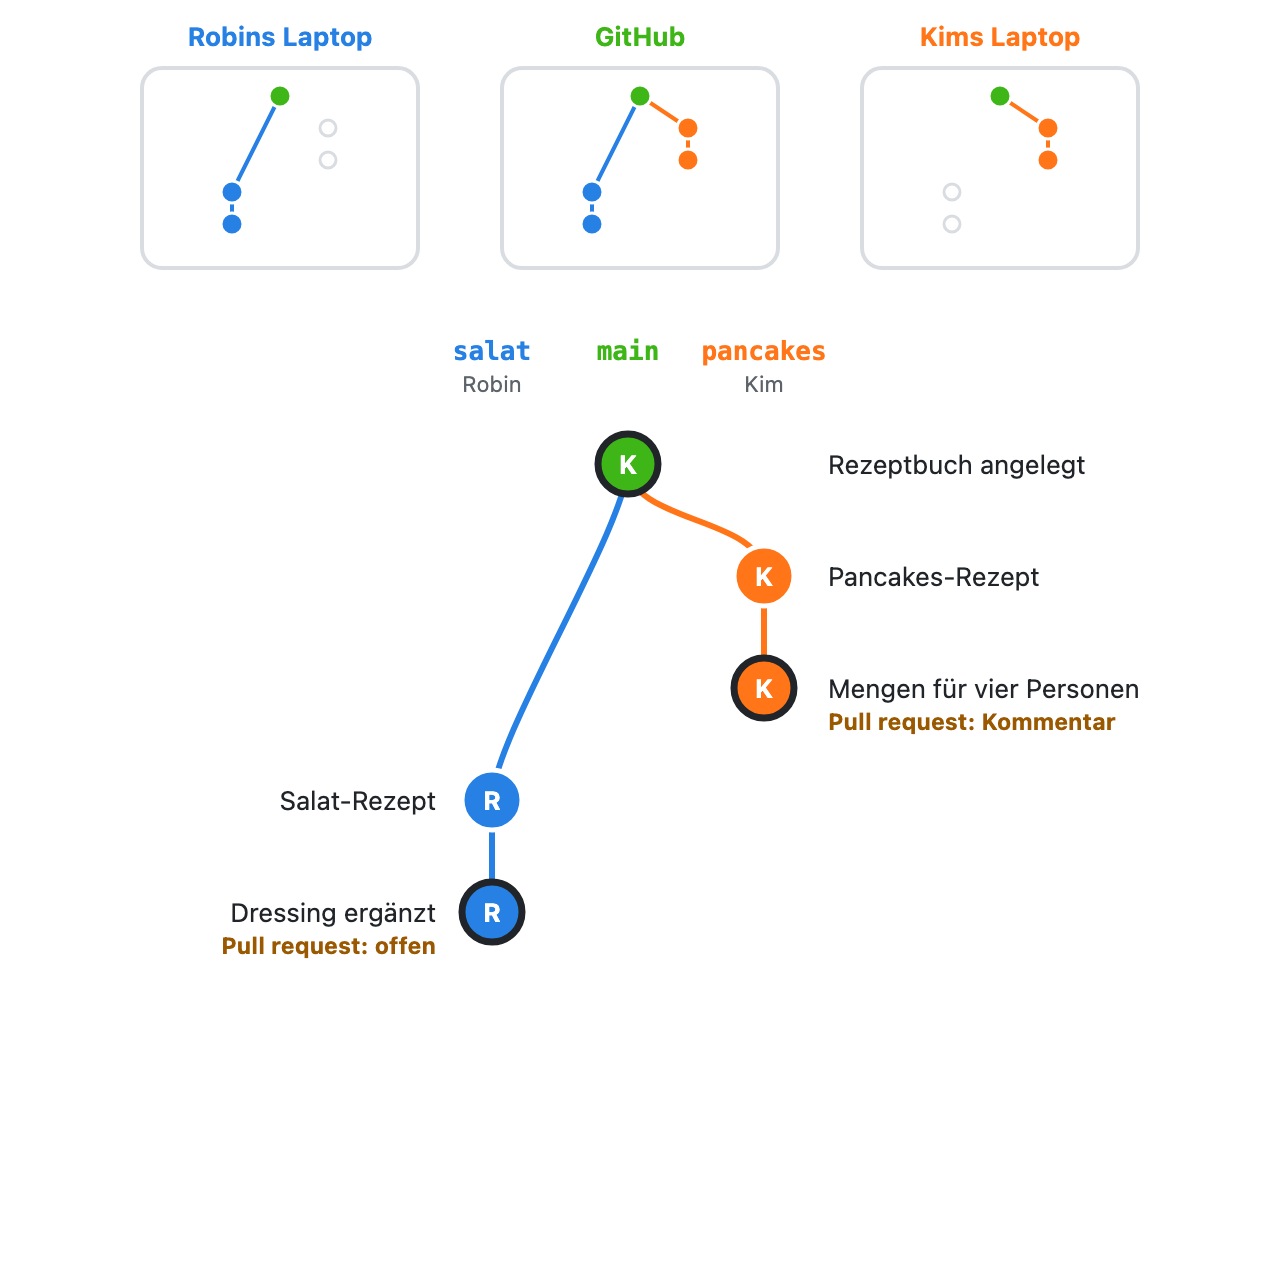 Robins Laptop
GitHub
Kims Laptop
salat
main
pancakes
Robin
Kim
K
Rezeptbuch angelegt
K
Pancakes-Rezept
K
Mengen für vier Personen
Pull request: Kommentar
Salat-Rezept
R
Dressing ergänzt
R
Pull request: offen